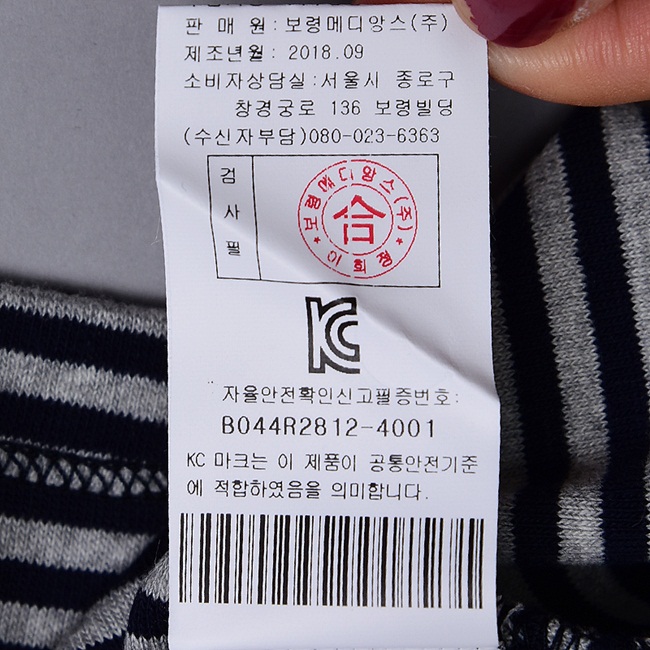 판 매 원 : 보령메디앙스(주)
제조년월 : 2018.09
소비자상담실 : 서울시 종로구
창경궁로 136 보령빌딩
(수신자부담)080-023-6363
검사필
보령메디앙스(주)
合
이희정
KC
자율안전확인신고필증번호:
B044R2812-4001
KC 마크는 이 제품이 공통안전기준
에 적합하였음을 의미합니다.